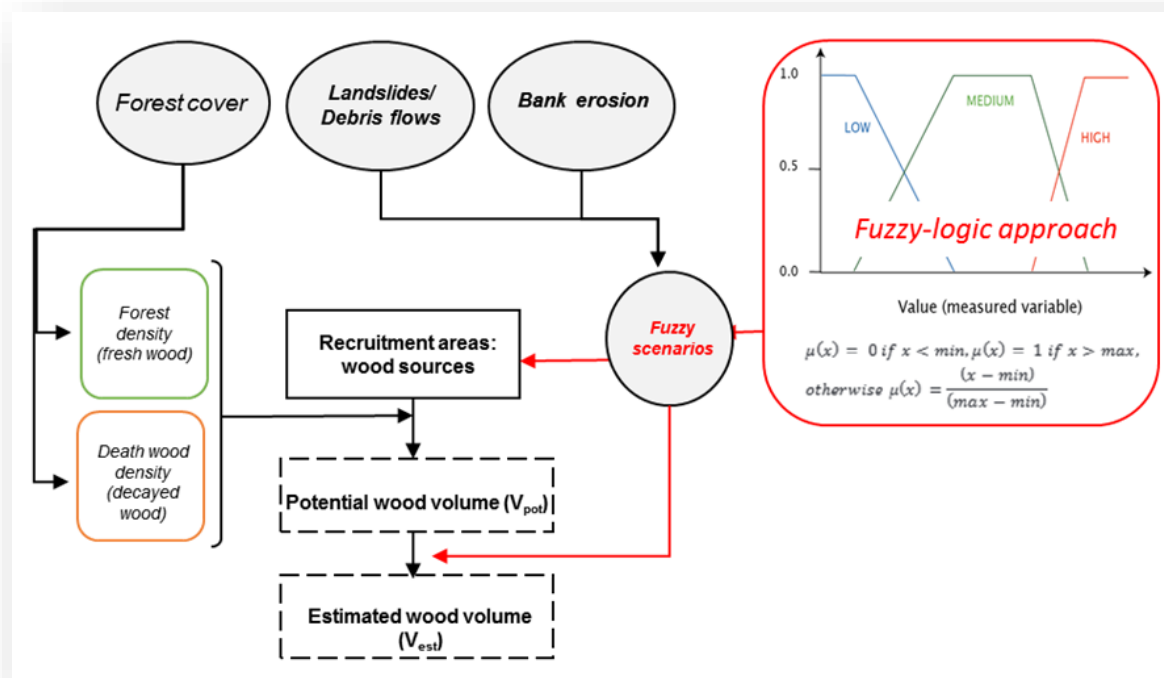 Forest cover
Landslides/
Debris flows
Bank erosion
1.0
0.5
0.0
LOW
MEDIUM
HIGH
Fuzzy-logic approach
Value (measured variable)
μ(x) = 0 if x < min, μ(x) = 1 if x > max,
otherwise μ(x) = (x − min)
(max − min)
Forest
density
(fresh wood)
Death wood
density
(decayed
wood)
Recruitment areas:
wood sources
Fuzzy
scenarios
Potential wood volume (Vpot)
Estimated wood volume
(Vest)